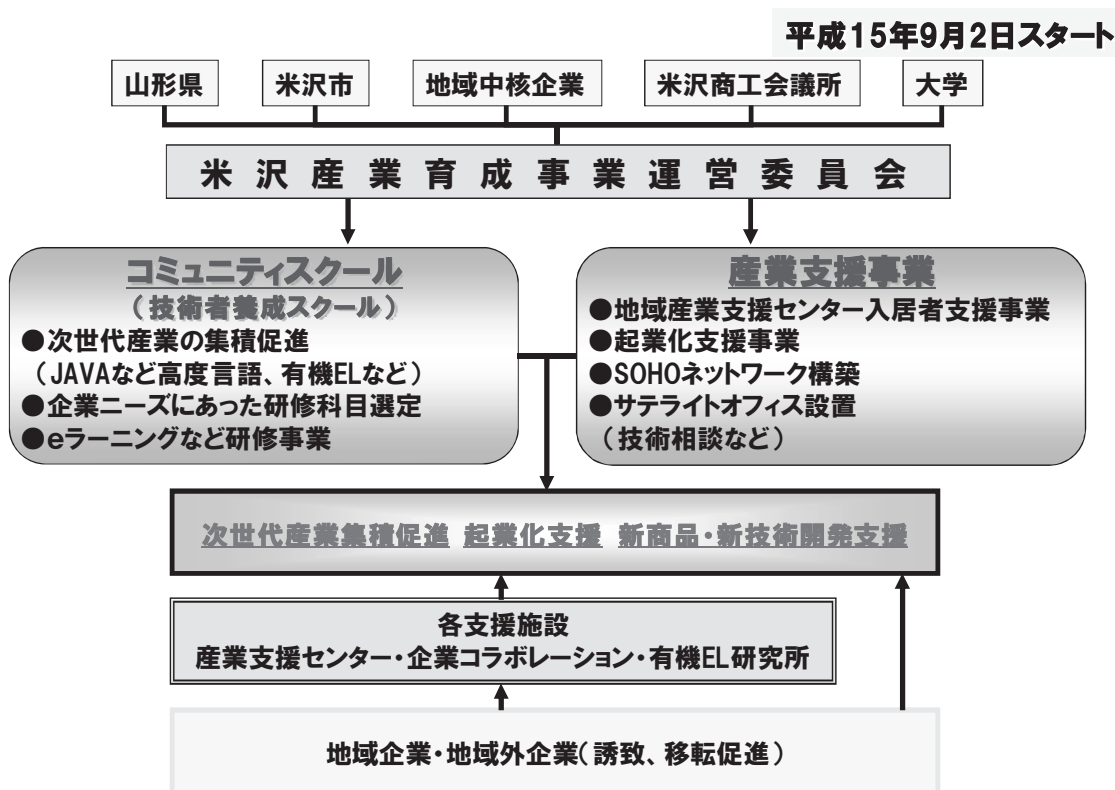 平成15年9月2日スタート
山形県 米沢市 地域中核企業 米沢商工会議所 大学
米沢産業育成事業運営委員会
コミュニティスクール
（技術者養成スクール）
●次世代産業の集積促進
（JAVAなど高度言語、有機ELなど）
●企業ニーズにあった研修科目選定
●eラーニングなど研修事業
産業支援事業
●地域産業支援センター入居者支援事業
●起業化支援事業
●SOHOネットワーク構築
●サテライトオフィス設置
（技術相談など）
次世代産業集積促進 起業化支援 新商品・新技術開発支援
各支援施設
産業支援センター・企業コラボレーション・有機EL研究所
地域企業・地域外企業（誘致、移転促進）